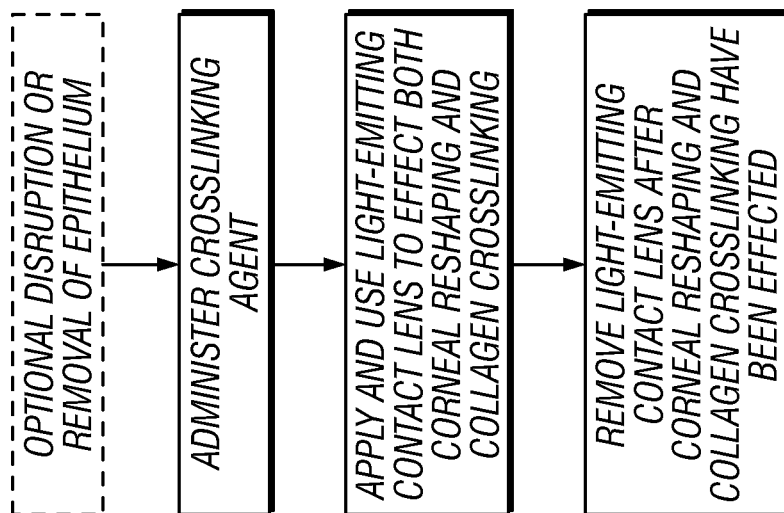 OPTIONAL DISRUPTION OR
REMOVAL OF EPITHELIUM
ADMINISTER CROSSLINKING
AGENT
APPLY AND USE LIGHT-EMITTING
CONTACT LENS TO EFFECT BOTH
CORNEAL RESHAPING AND
COLLAGEN CROSSLINKING
REMOVE LIGHT-EMITTING
CONTACT LENS AFTER
CORNEAL RESHAPING AND
COLLAGEN CROSSLINKING HAVE
BEEN EFFECTED